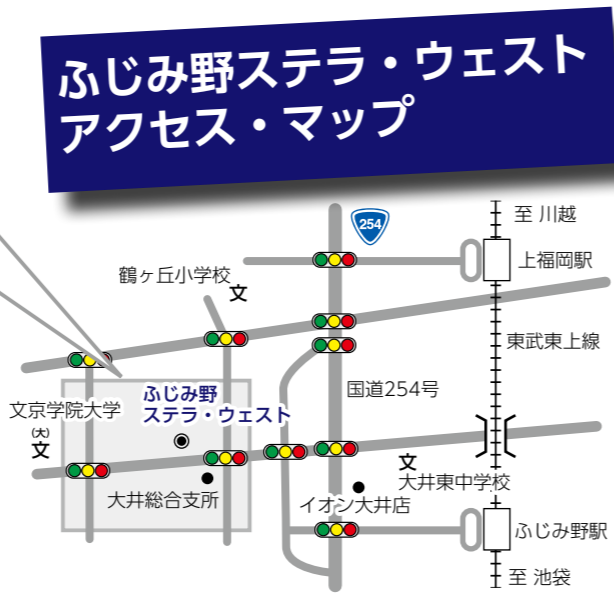 ふじみ野ステラ・ウェスト
アクセス・マップ
254
至 川越
鶴ヶ丘小学校
文
上福岡駅
東武東上線
国道254号
文京学院大学
(大)
文
ふじみ野
ステラ・ウェスト
文
大井東中学校
大井総合支所
イオン大井店
ふじみ野駅
至 池袋